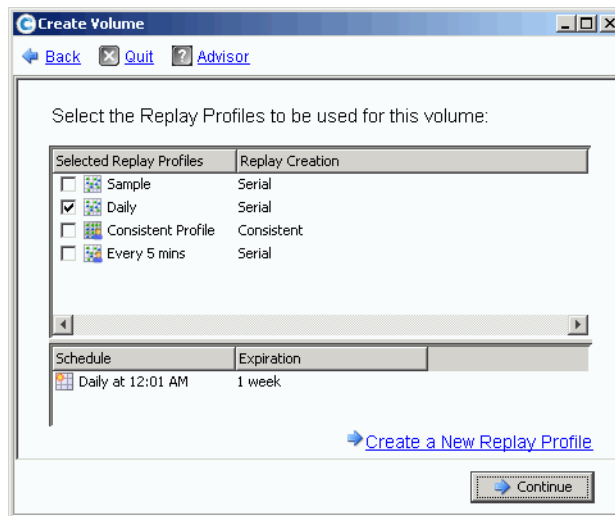 Create Volume
Back Quit Advisor
Select the Replay Profiles to be used for this volume:
Selected Replay Profiles Replay Creation
Sample Serial
Daily Serial
Consistent Profile Consistent
Every 5 mins Serial
Schedule Expiration
Daily at 12:01 AM 1 week
Create a New Replay Profile
Continue